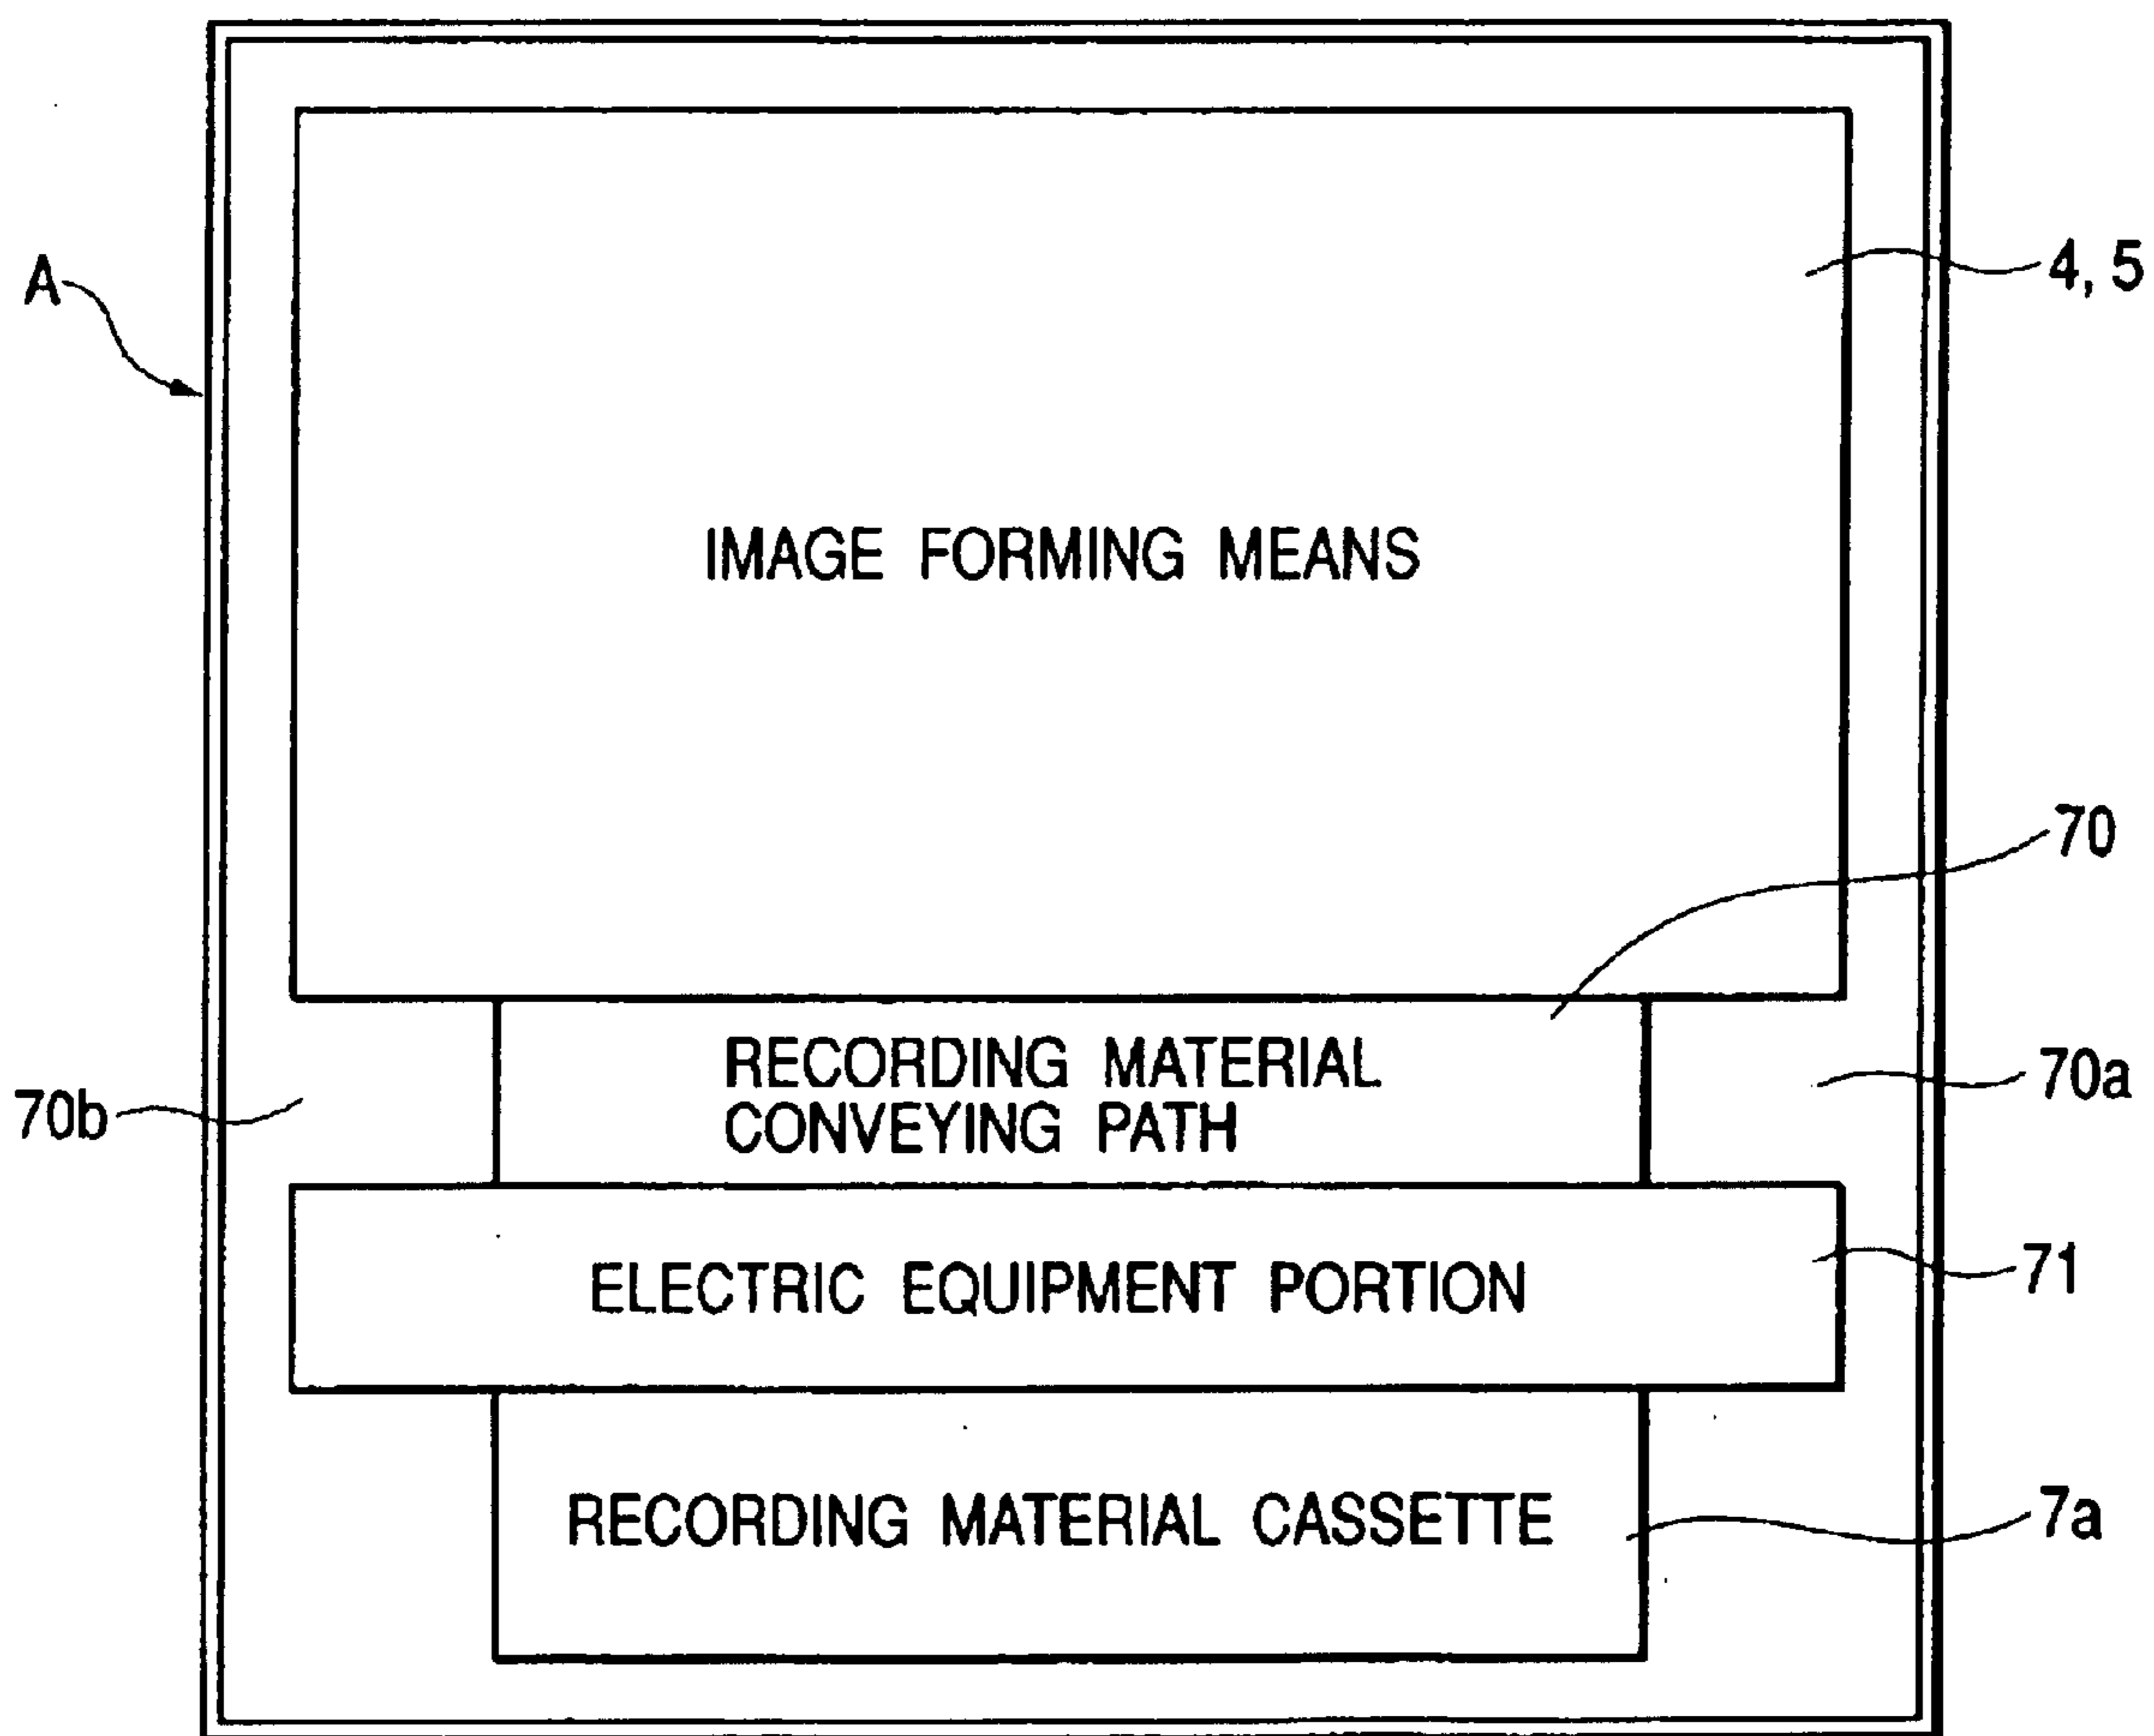 A
4, 5
IMAGE FORMING MEANS
70
RECORDING MATERIAL
CONVEYING PATH
70b
70a
ELECTRIC EQUIPMENT PORTION
71
RECORDING MATERIAL CASSETTE
7a